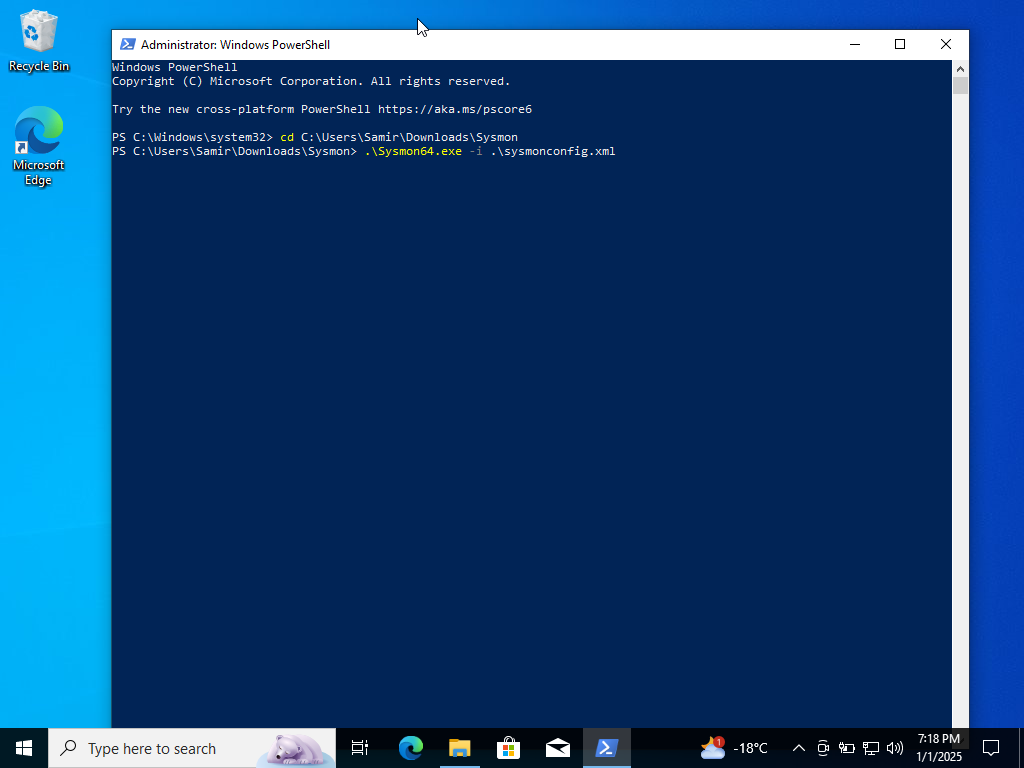 Recycle Bin
Microsoft
Edge
Administrator: Windows PowerShell
Windows PowerShell
Copyright (C) Microsoft Corporation. All rights reserved.
Try the new cross-platform PowerShell https://aka.ms/pscore6
PS C:\Windows\system32> cd C:\Users\Samir\Downloads\Sysmon
PS C:\Users\Samir\Downloads\Sysmon> .\Sysmon64.exe -i .\sysmonconfig.xml
Type here to search
1
-18°C
7:18 PM
1/1/2025